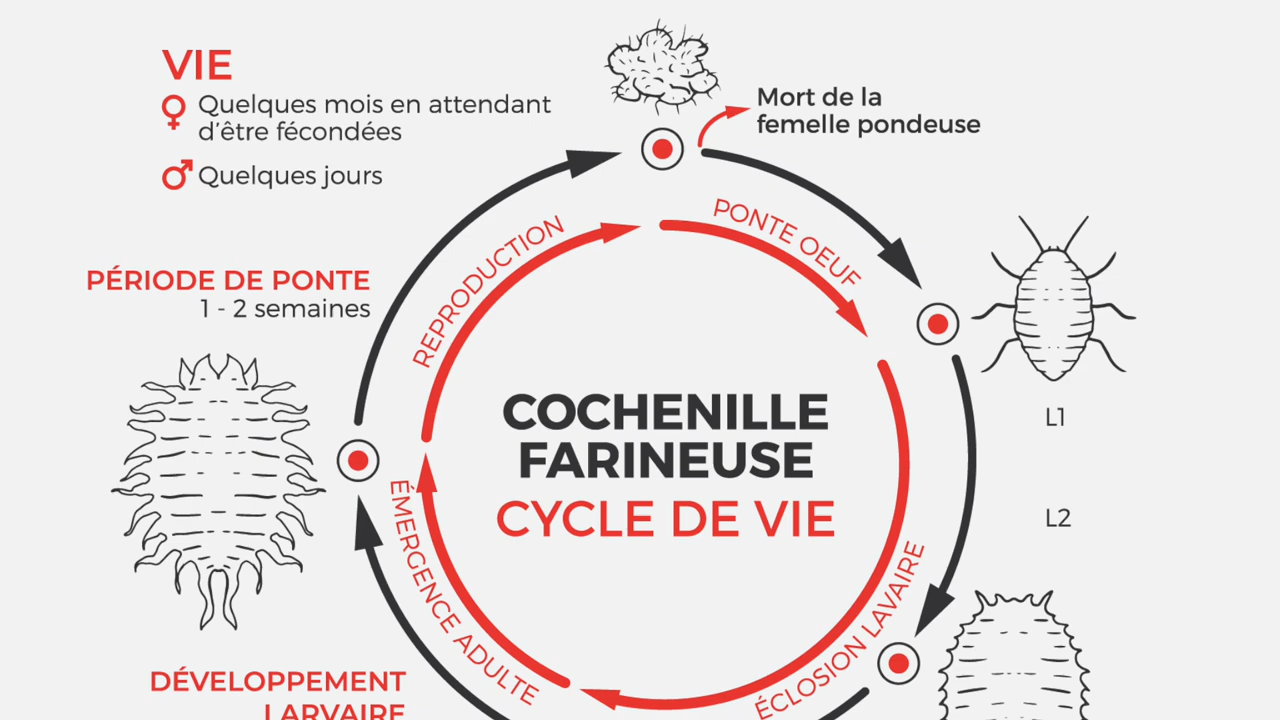 VIE
Quelques mois en attendant
d'être fécondées
Quelques jours
Mort de la
femelle pondeuse
PONTE OEUF
REPRODUCTION
PÉRIODE DE PONTE
1 - 2 semaines
COCHENILLE
FARINEUSE
CYCLE DE VIE
L1
L2
ÉMERGENCE ADULTE
ÉCLOSION LAVAIRE
DÉVELOPPEMENT
LARVAIRE